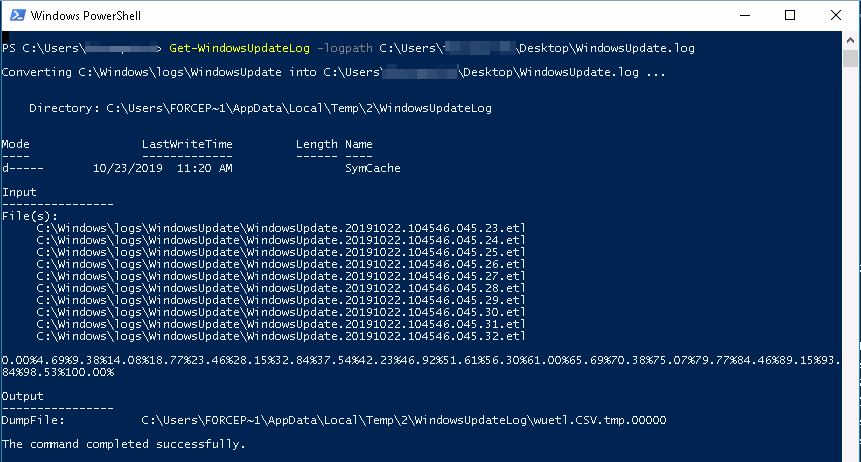 Windows PowerShell
PS C:\Users\ > Get-WindowsUpdateLog -logpath C:\Users\ \Desktop\WindowsUpdate.log
Converting C:\Windows\logs\WindowsUpdate into C:\Users\ \Desktop\WindowsUpdate.log ...
Directory: C:\Users\F0RCEP~1\AppData\Local\Temp\2\WindowsUpdateLog
Mode LastWriteTime Length Name
---- ------------- ------ ----
d----- 10/23/2019 11:20 AM SymCache
Input
----------------
File(s):
C:\Windows\logs\WindowsUpdate\WindowsUpdate.20191022.104546.045.23.etl
C:\Windows\logs\WindowsUpdate\WindowsUpdate.20191022.104546.045.24.etl
C:\Windows\logs\WindowsUpdate\WindowsUpdate.20191022.104546.045.25.etl
C:\Windows\logs\WindowsUpdate\WindowsUpdate.20191022.104546.045.26.etl
C:\Windows\logs\WindowsUpdate\WindowsUpdate.20191022.104546.045.27.etl
C:\Windows\logs\WindowsUpdate\WindowsUpdate.20191022.104546.045.28.etl
C:\Windows\logs\WindowsUpdate\WindowsUpdate.20191022.104546.045.29.etl
C:\Windows\logs\WindowsUpdate\WindowsUpdate.20191022.104546.045.30.etl
C:\Windows\logs\WindowsUpdate\WindowsUpdate.20191022.104546.045.31.etl
C:\Windows\logs\WindowsUpdate\WindowsUpdate.20191022.104546.045.32.etl
0.00%4.69%9.38%14.08%18.77%23.46%28.15%32.84%37.54%42.23%46.92%51.61%56.30%61.00%65.69%70.38%75.07%79.77%84.46%89.15%93.
84%98.53%100.00%
Output
----------------
DumpFile: C:\Users\F0RCEP~1\AppData\Local\Temp\2\WindowsUpdateLog\wuetl.CSV.tmp.00000
The command completed successfully.